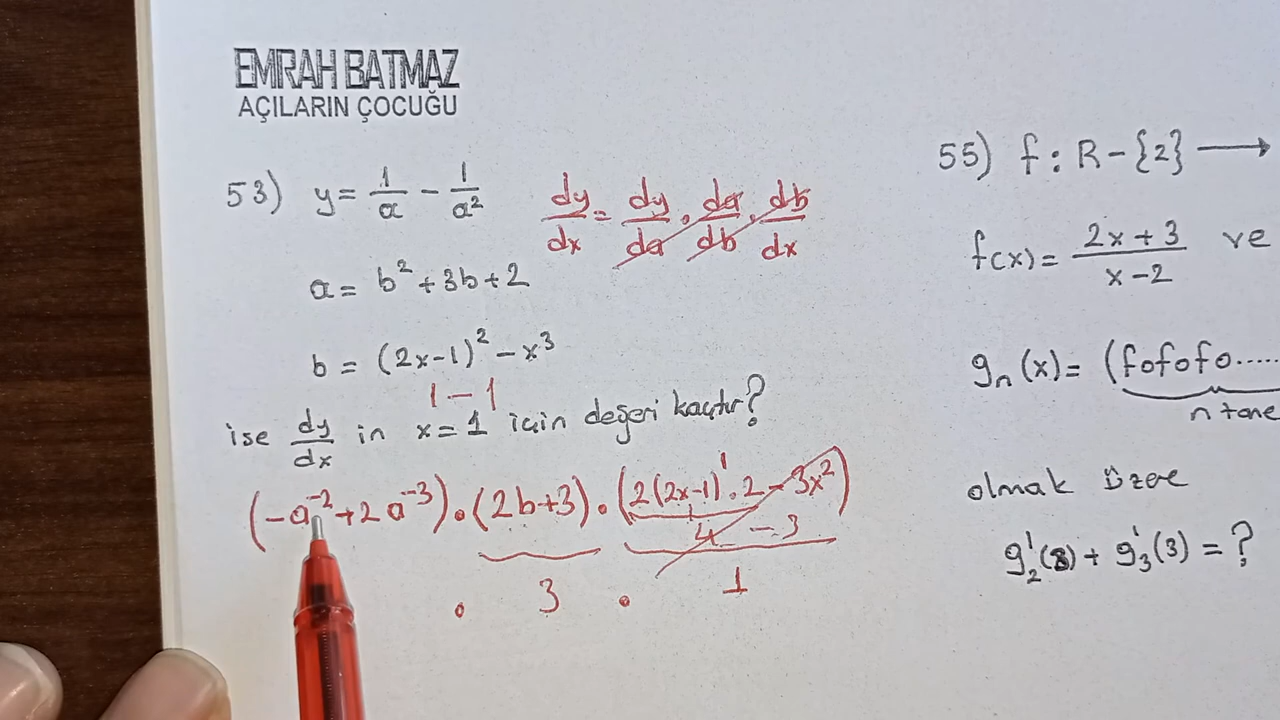 EMRAH BATMAZ
AÇILARIN ÇOCUĞU
53) y = 1/a - 1/a²
dy/dx = dy/da . da/db . db/dx
a = b² + 3b + 2
b = (2x-1)² - x³
1 - 1
ise dy/dx in x = 1 için değeri kaçtır?
(-a⁻² + 2a⁻³) . (2b+3) . (2(2x-1)¹ . 2 - 3x²)
4 - 3
. 3 . 1
55) f : R - {2} →
f(x) = (2x + 3)/(x - 2) ve
gₙ(x) = (fofofo.....
n tane
olmak üzere
g₂'(8) + g₃'(3) = ?